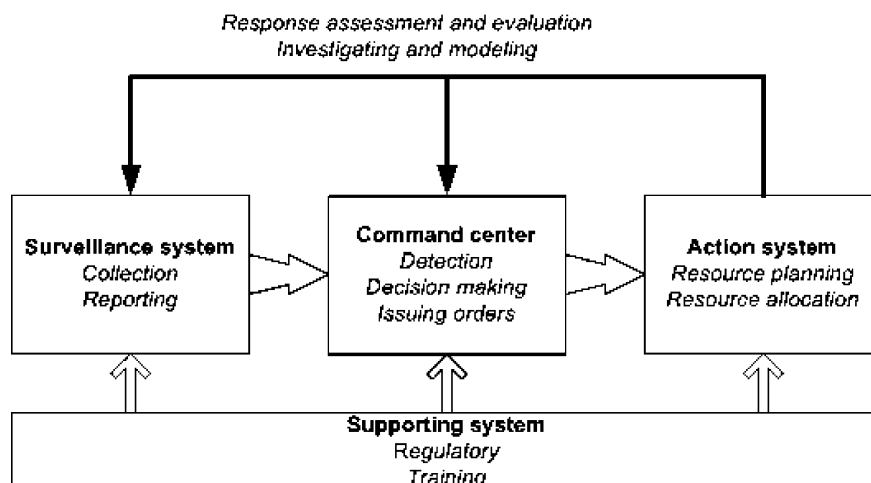 Response assessment and evaluation
Investigating and modeling
Surveillance system
Collection
Reporting
Command center
Detection
Decision making
Issuing orders
Action system
Resource planning
Resource allocation
Supporting system
Regulatory
Training